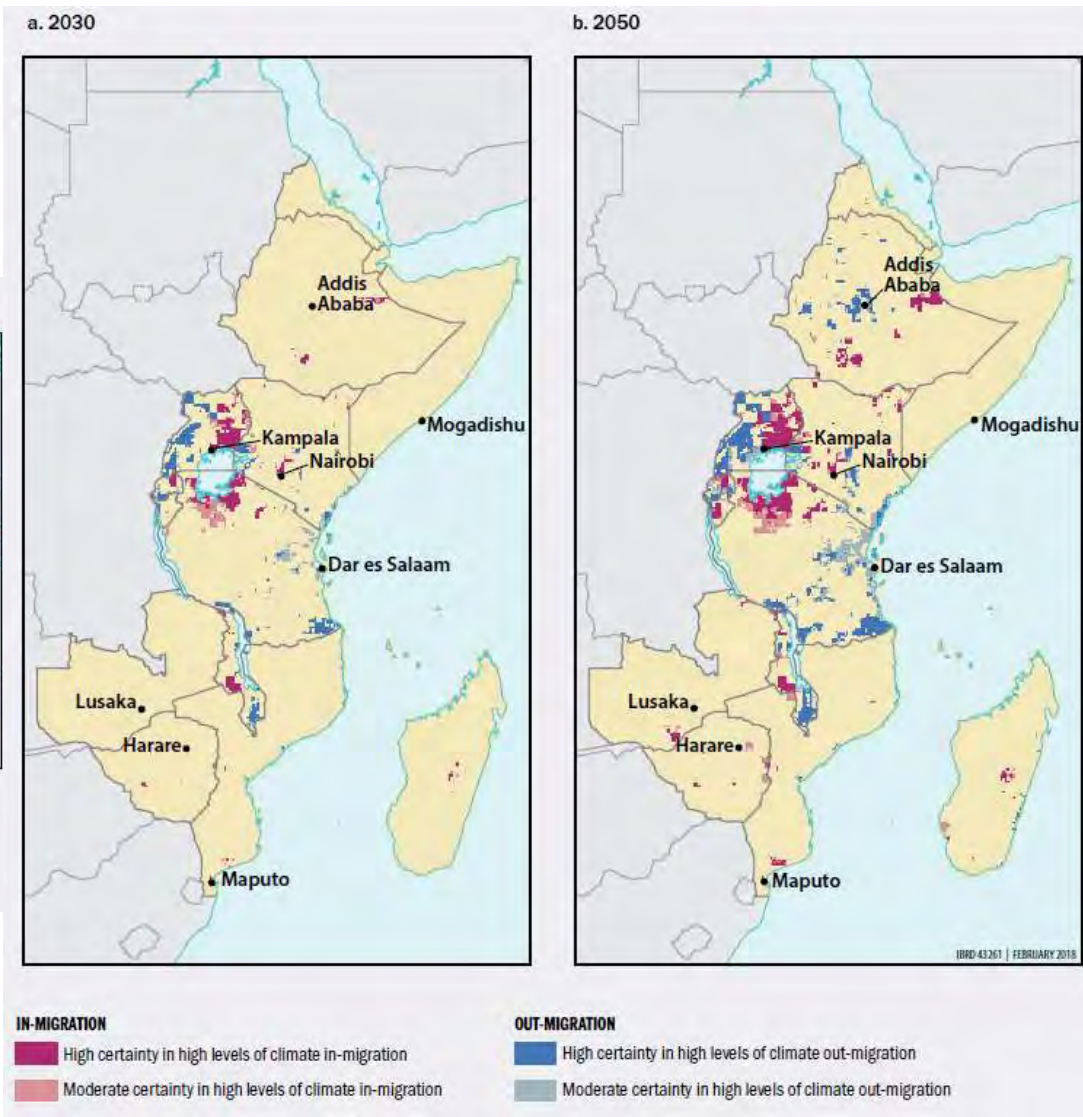 a. 2030
b. 2050
Addis
Ababa
Kampala
Mogadishu
Nairobi
Dar es Salaam
Lusaka
Harare
Maputo
Addis
Ababa
Kampala
Mogadishu
Nairobi
Dar es Salaam
Lusaka
Harare
Maputo
IBRD 43261 | FEBRUARY 2018
IN-MIGRATION
High certainty in high levels of climate in-migration
Moderate certainty in high levels of climate in-migration
OUT-MIGRATION
High certainty in high levels of climate out-migration
Moderate certainty in high levels of climate out-migration